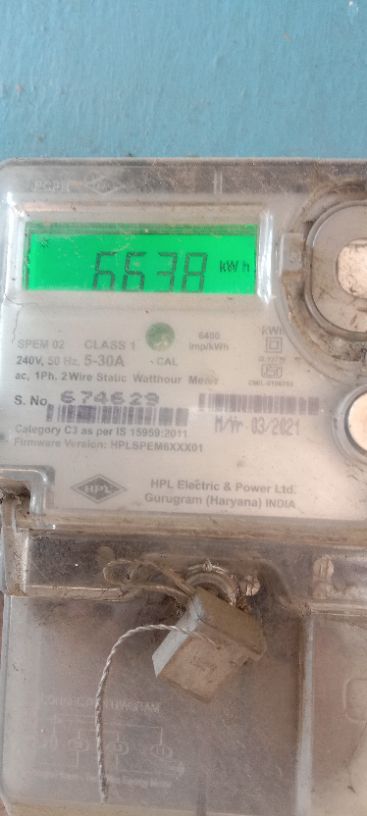 6638 kWh
SPEM 02 CLASS 1 6400 imp/kWh
240V, 50 Hz, 5-30A CAL
ac, 1Ph. 2Wire Static Watthour Meter
S. No. 674629
M/Yr 03/2021
Category C3 as per IS 15959:2011
Firmware Version: HPLSPEM6XXX01
HPL
HPL Electric & Power Ltd.
Gurugram (Haryana) INDIA